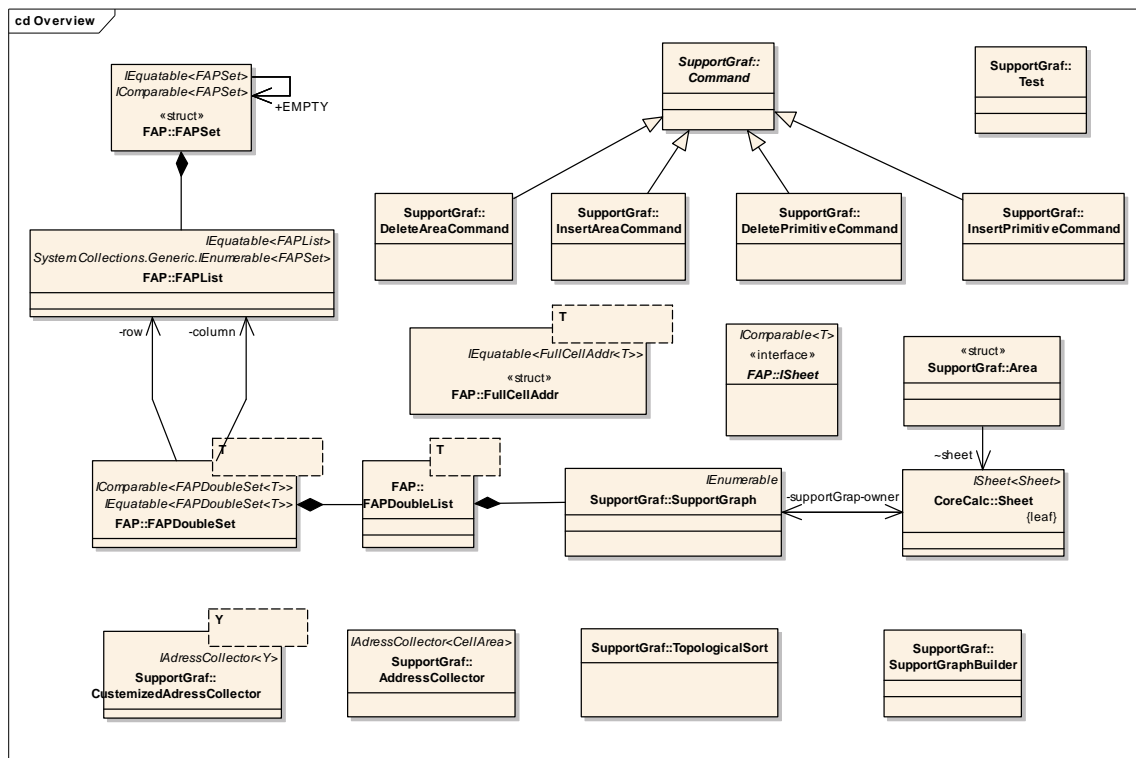 cd Overview
IEquatable<FAPSet>
IComparable<FAPSet>
«struct»
FAP::FAPSet
+EMPTY
SupportGraf::
Command
SupportGraf::
Test
SupportGraf::
DeleteAreaCommand
SupportGraf::
InsertAreaCommand
SupportGraf::
DeletePrimitiveCommand
SupportGraf::
InsertPrimitiveCommand
IEquatable<FAPList>
System.Collections.Generic.IEnumerable<FAPSet>
FAP::FAPList
-row
-column
T
IEquatable<FullCellAddr<T>>
«struct»
FAP::FullCellAddr
IComparable<T>
«interface»
FAP::ISheet
«struct»
SupportGraf::Area
~sheet
T
IComparable<FAPDoubleSet<T>>
IEquatable<FAPDoubleSet<T>>
FAP::FAPDoubleSet
T
FAP::
FAPDoubleList
IEnumerable
SupportGraf::SupportGraph
-supportGrap
-owner
ISheet<Sheet>
CoreCalc::Sheet
{leaf}
Y
IAdressCollector<Y>
SupportGraf::
CustemizedAdressCollector
IAdressCollector<CellArea>
SupportGraf::
AddressCollector
SupportGraf::TopologicalSort
SupportGraf::
SupportGraphBuilder